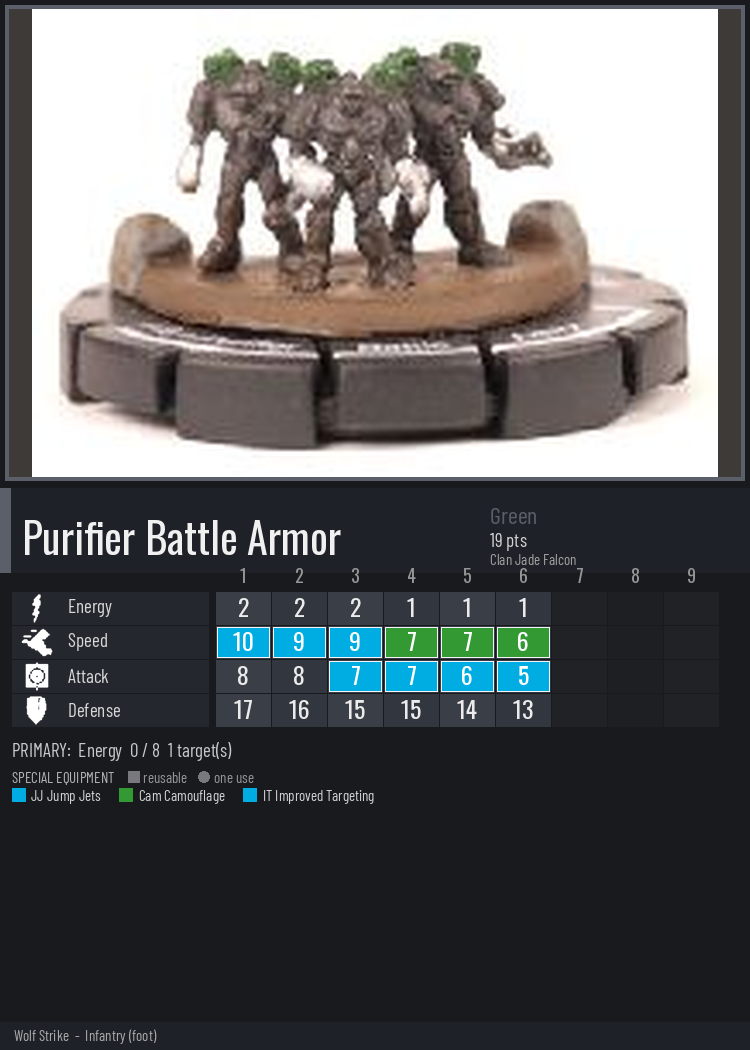 Purifier Battle Armor
Green
19 pts
Clan Jade Falcon
1 2 3 4 5 6 7 8 9
Energy 2 2 2 1 1 1
Speed 10 9 9 7 7 6
Attack 8 8 7 7 6 5
Defense 17 16 15 15 14 13
PRIMARY: Energy 0 / 8 1 target(s)
SPECIAL EQUIPMENT reusable one use
JJ Jump Jets Cam Camouflage IT Improved Targeting
Wolf Strike - Infantry (foot)